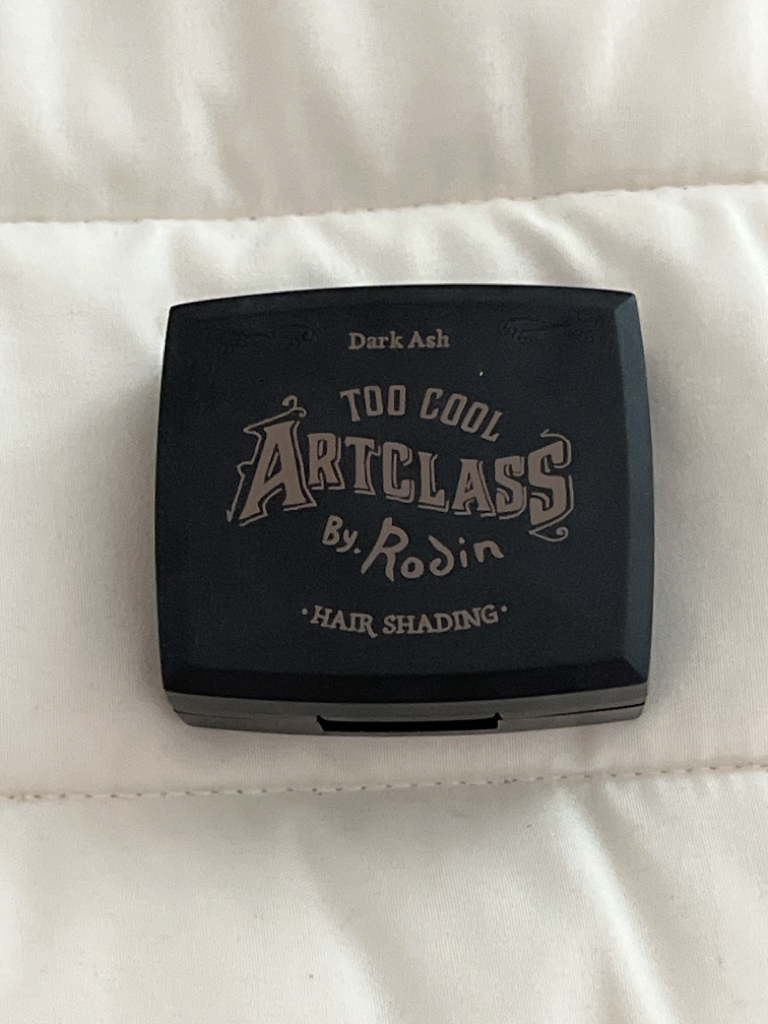 Dark Ash
TOO COOL
ARTCLASS
By. Rodin
·HAIR SHADING·